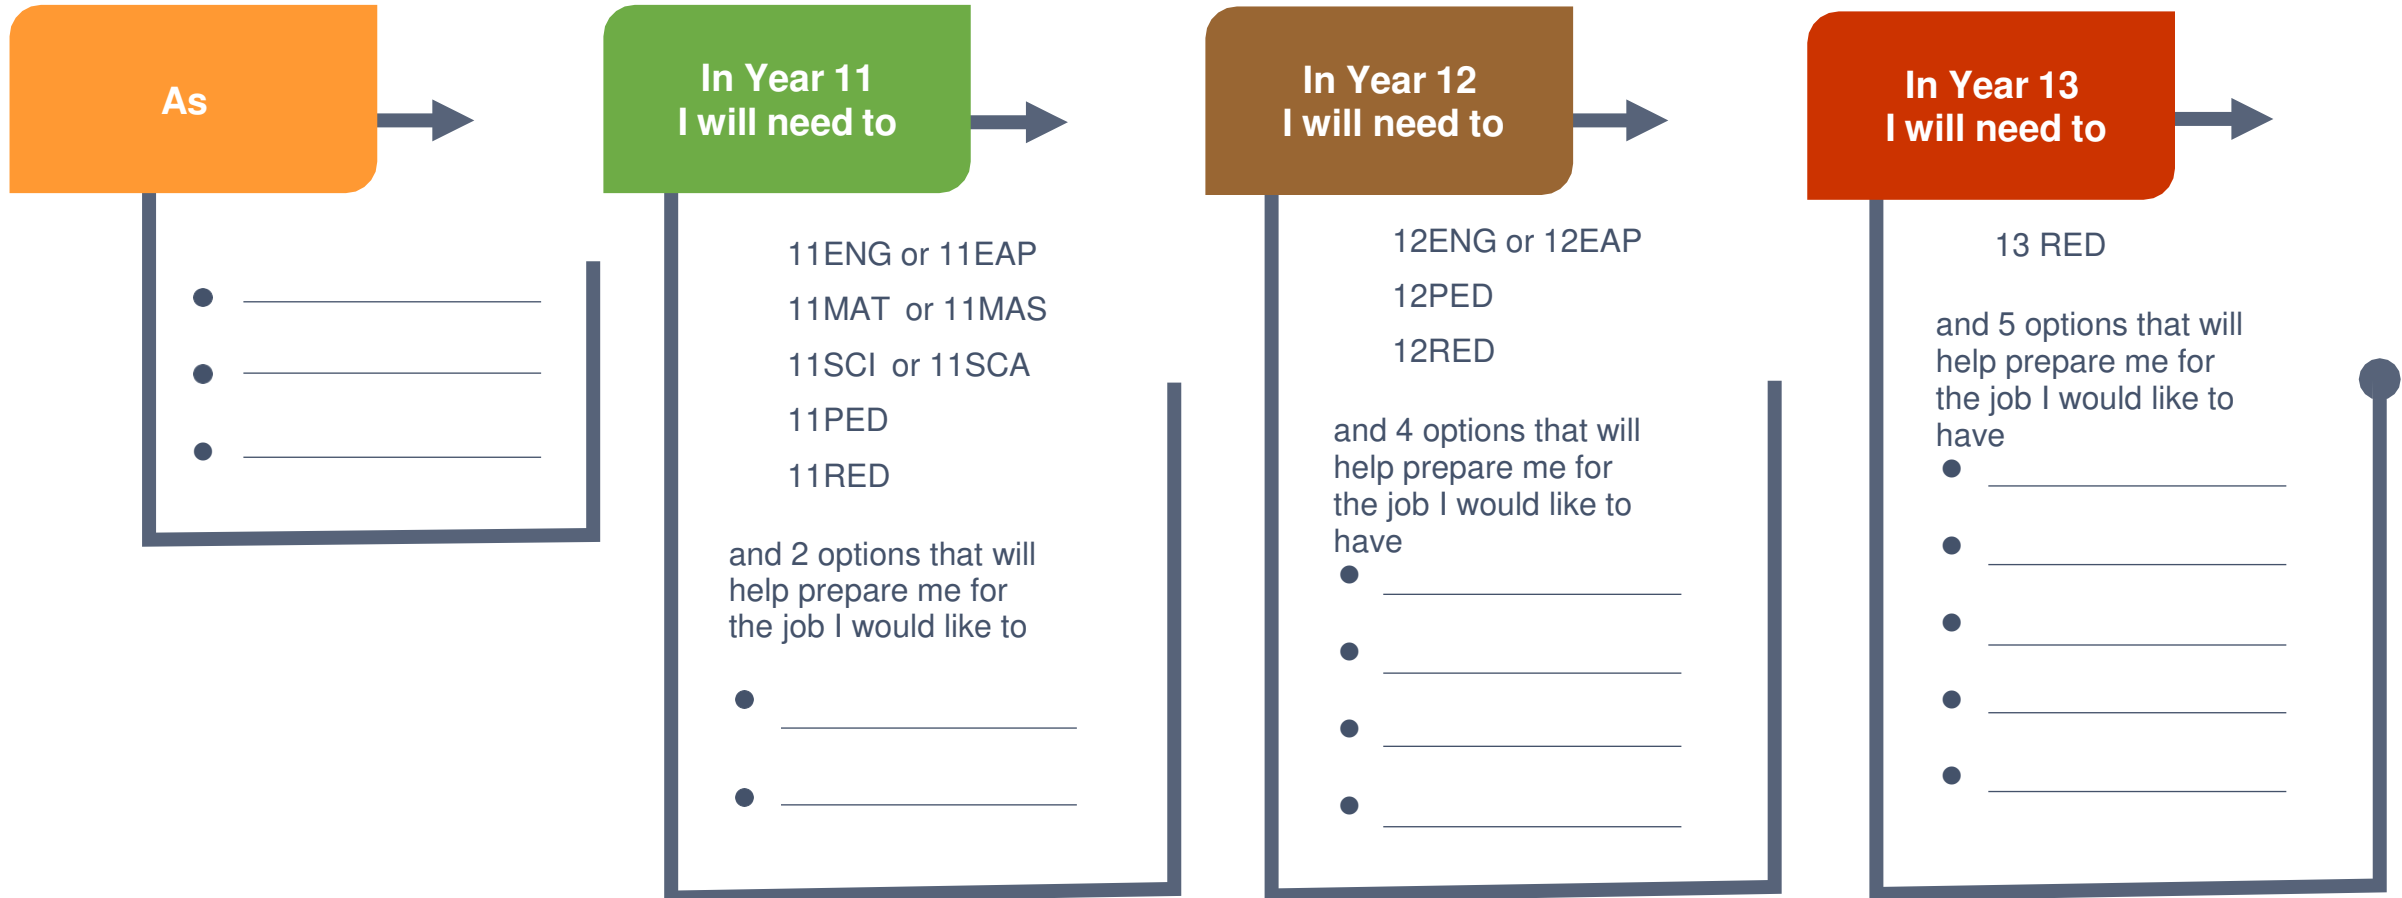 As
In Year 11
I will need to
11ENG or 11EAP
11MAT  or 11MAS
11SCI  or 11SCA
11PED
11RED
and 2 options that will
help prepare me for
the job I would like to
In Year 12
I will need to
12ENG or 12EAP
12PED
12RED
and 4 options that will
help prepare me for
the job I would like to
have
In Year 13
I will need to
13 RED
and 5 options that will
help prepare me for
the job I would like to
have